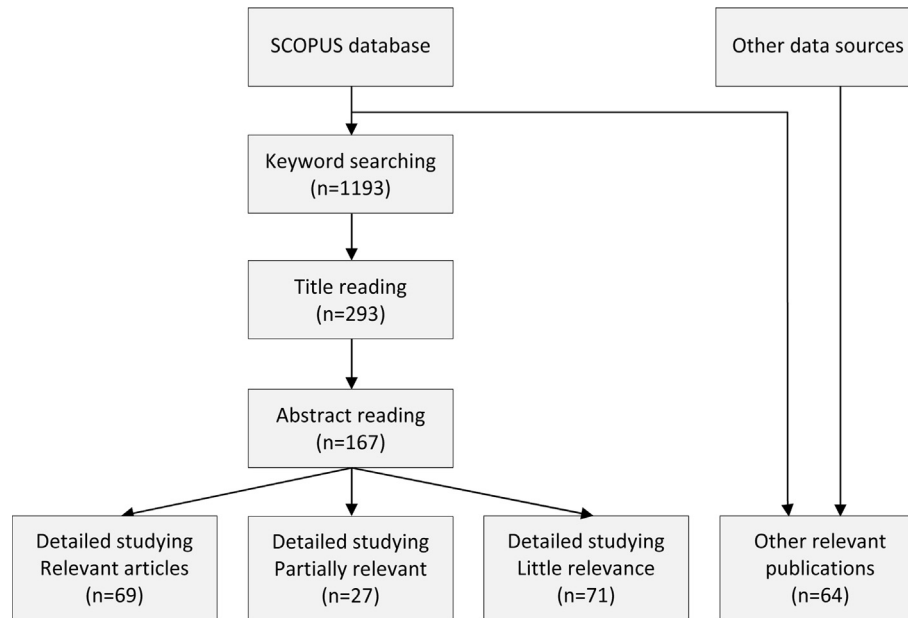 SCOPUS database
Other data sources
Keyword searching
(n=1193)
Title reading
(n=293)
Abstract reading
(n=167)
Detailed studying
Relevant articles
(n=69)
Detailed studying
Partially relevant
(n=27)
Detailed studying
Little relevance
(n=71)
Other relevant
publications
(n=64)